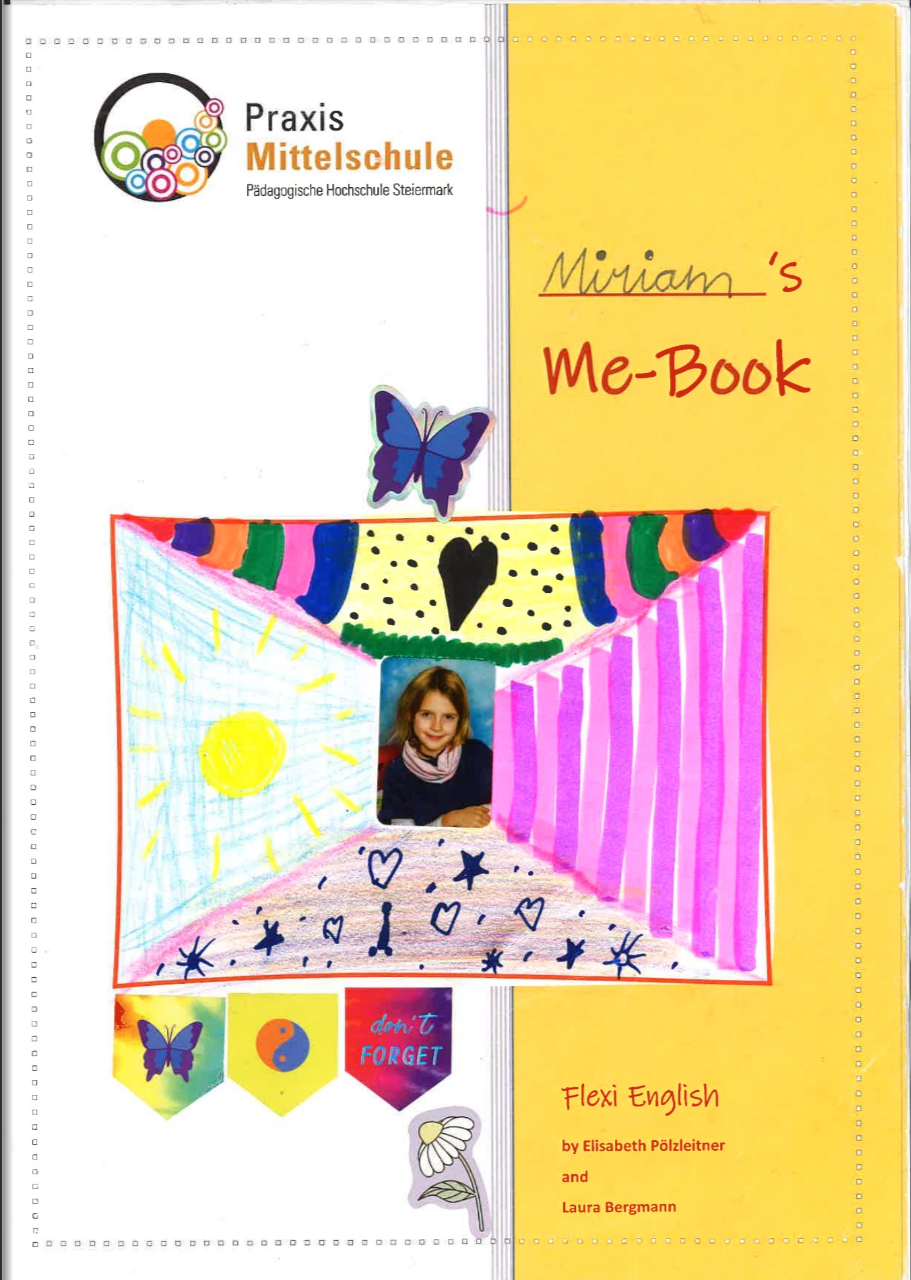 Praxis
Mittelschule
Pädagogische Hochschule Steiermark
Miriam's
Me-Book
don't
FORGET
Flexi English
by Elisabeth Pölzleitner
and
Laura Bergmann